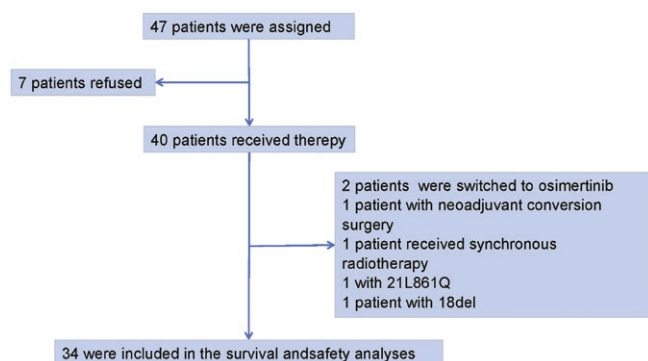 47 patients were assigned
7 patients refused
40 patients received therepy
2 patients were switched to osimertinib
1 patient with neoadjuvant conversion
surgery
1 patient received synchronous
radiotherapy
1 with 21L861Q
1 patient with 18del
34 were included in the survival andsafety analyses